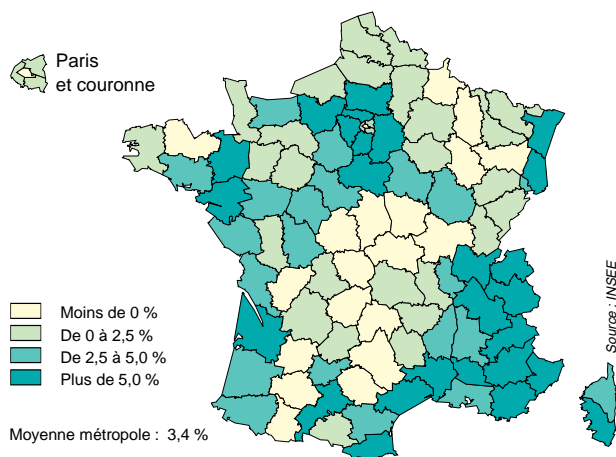 Paris
et couronne
Moins de 0 %
De 0 à 2,5 %
De 2,5 à 5,0 %
Plus de 5,0 %
Moyenne métropole : 3,4 %
Source : INSEE